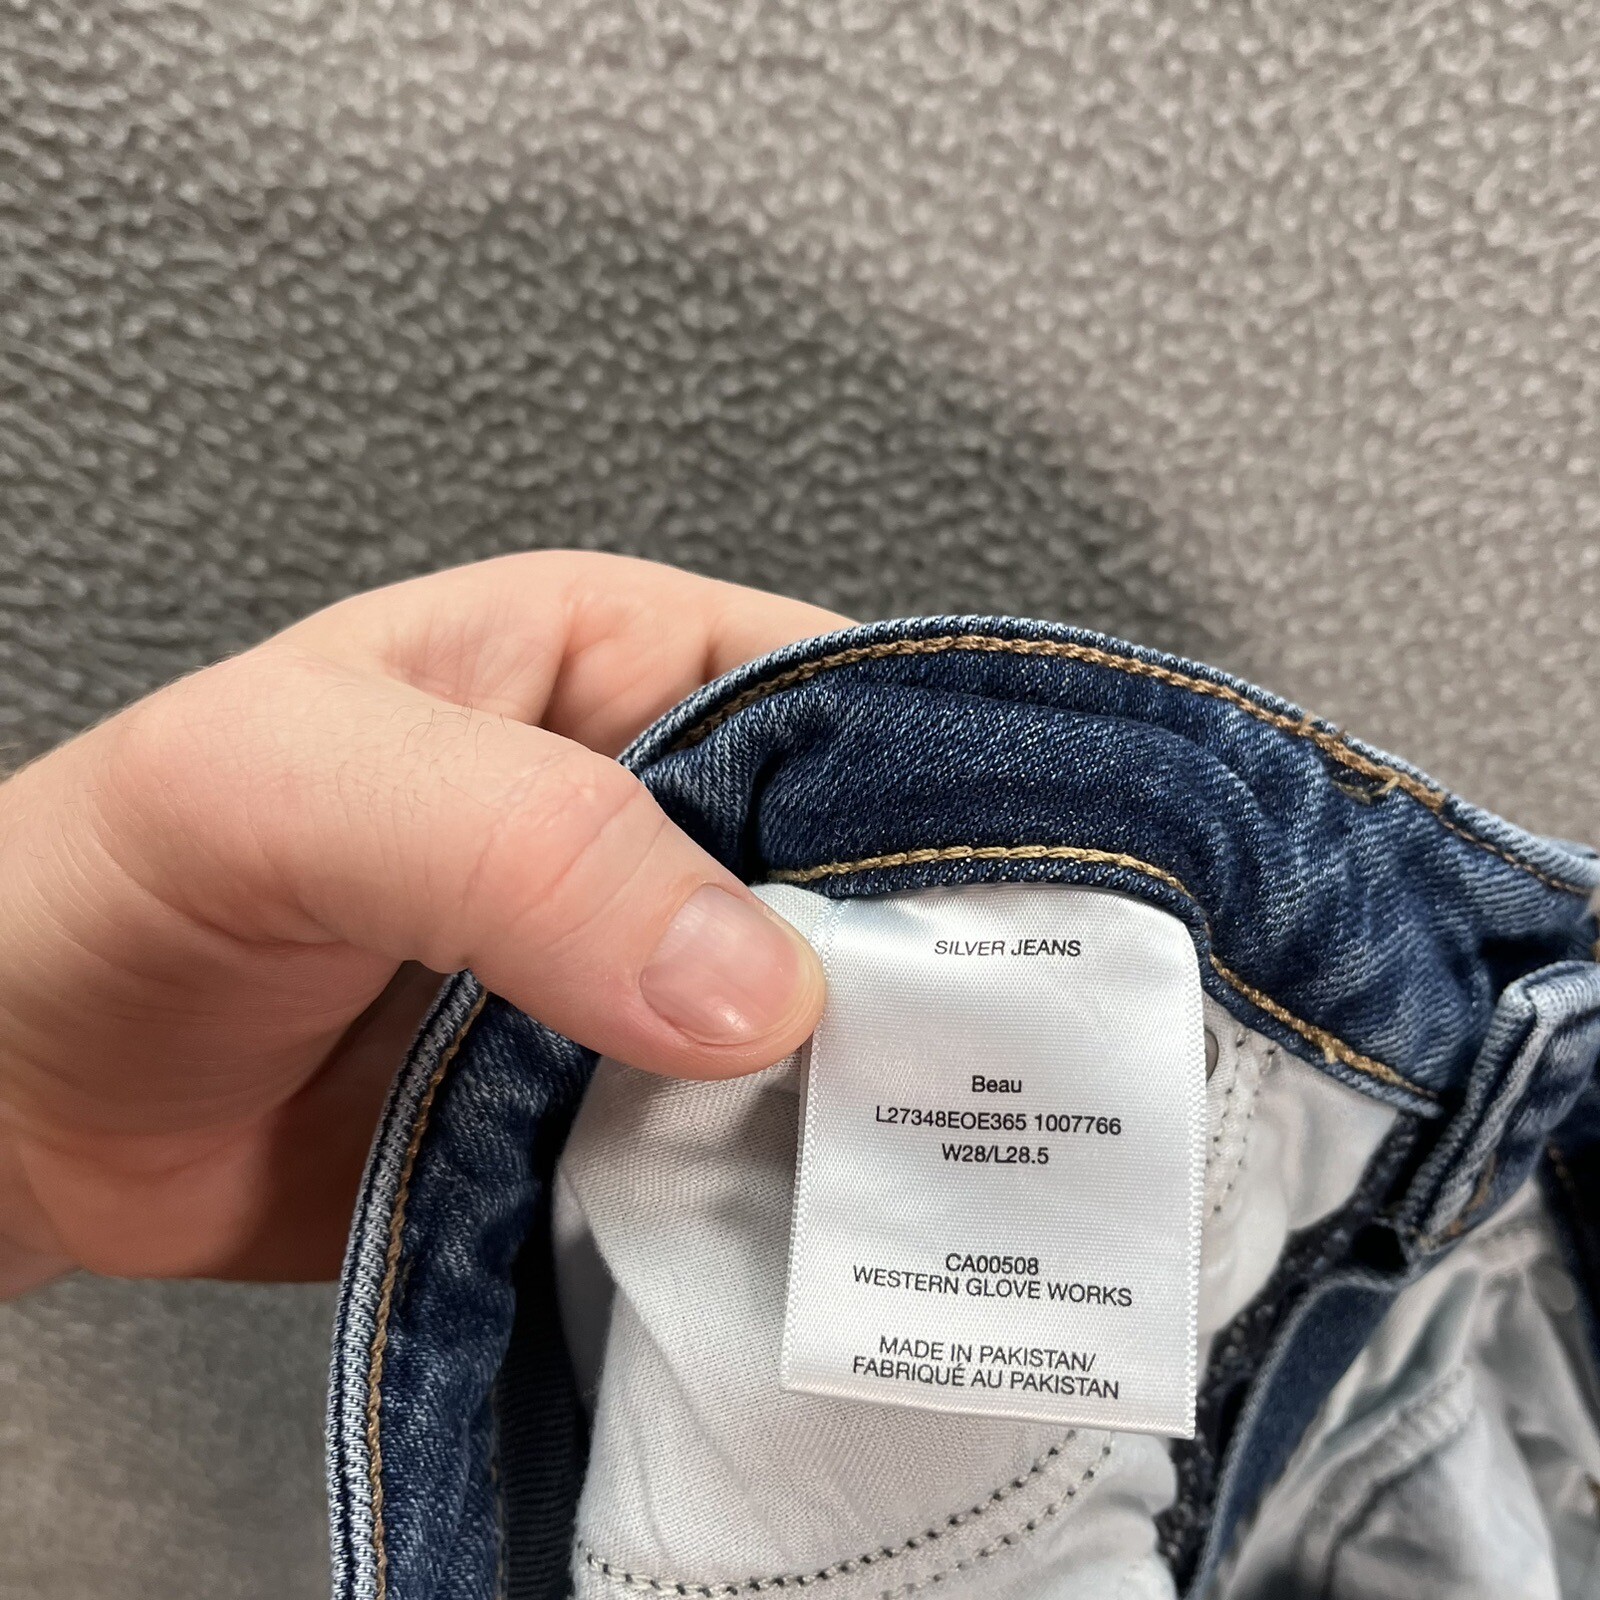 SILVER JEANS
Beau
L27348EOE365 1007766
W28/L28.5
CA00508
WESTERN GLOVE WORKS
MADE IN PAKISTAN/
FABRIQUÉ AU PAKISTAN